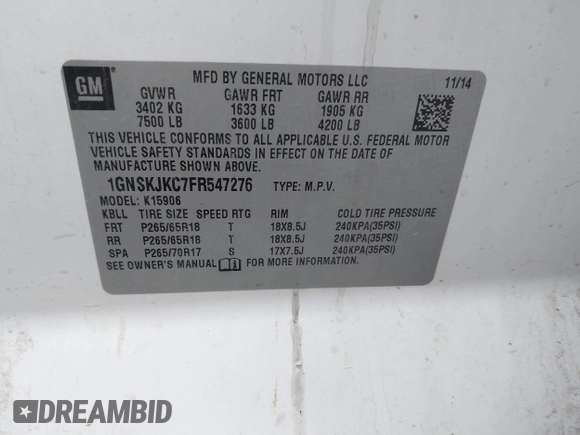 GM
MFD BY GENERAL MOTORS LLC 11/14
GVWR GAWR FRT GAWR RR
3402 KG 1633 KG 1905 KG
7500 LB 3600 LB 4200 LB
THIS VEHICLE CONFORMS TO ALL APPLICABLE U.S. FEDERAL MOTOR
VEHICLE SAFETY STANDARDS IN EFFECT ON THE DATE OF
MANUFACTURE SHOWN ABOVE.
1GNSKJKC7FR547276 TYPE: M.P.V.
MODEL: K15906
KBLL TIRE SIZE SPEED RTG RIM COLD TIRE PRESSURE
FRT P265/65R18 T 18X8.5J 240KPA(35PSI)
RR P265/65R18 T 18X8.5J 240KPA(35PSI)
SPA P265/70R17 S 17X7.5J 240KPA(35PSI)
SEE OWNER'S MANUAL FOR MORE INFORMATION.
DREAMBID
DREAMBID